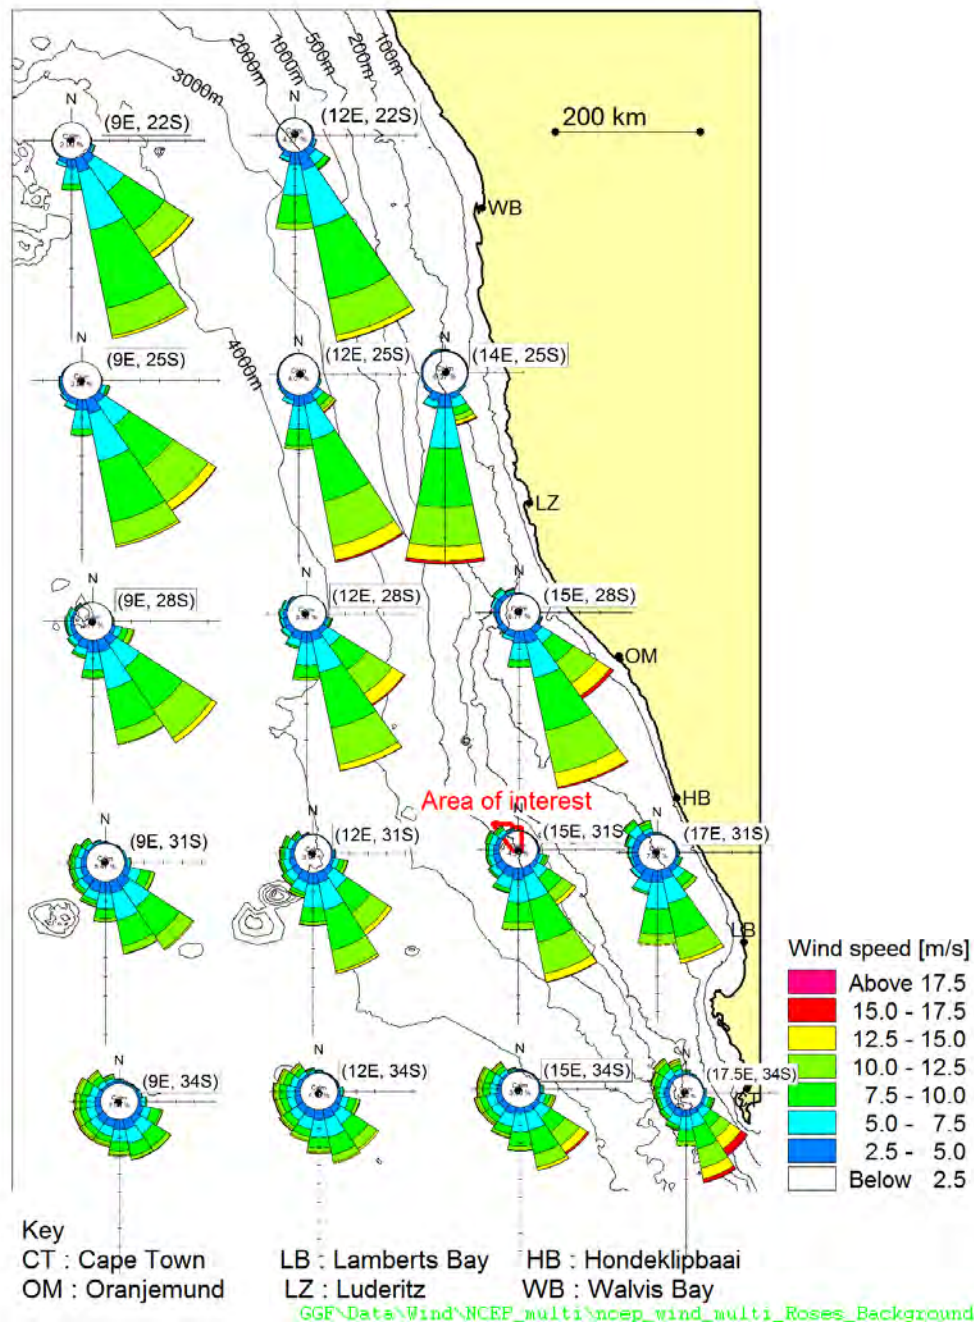 3000m
2000m
1000m
500m
200m
100m
N
(9E, 22S)
N
(12E, 22S)
200 km
WB
N
(9E, 25S)
N
(12E, 25S)
N
(14E, 25S)
4000m
LZ
N
(9E, 28S)
N
(12E, 28S)
N
(15E, 28S)
OM
Area of interest
HB
N
(9E, 31S)
N
(12E, 31S)
N
(15E, 31S)
N
(17E, 31S)
LB
N
(9E, 34S)
N
(12E, 34S)
N
(15E, 34S)
N
(17.5E, 34S)
Wind speed [m/s]
Above 17.5
15.0 - 17.5
12.5 - 15.0
10.0 - 12.5
7.5 - 10.0
5.0 - 7.5
2.5 - 5.0
Below 2.5
Key
CT : Cape Town LB : Lamberts Bay HB : Hondeklipbaai
OM : Oranjemund LZ : Luderitz WB : Walvis Bay
GGF\Data\Wind\NCEP_multi\ncep_wind_multi_Roses_Background